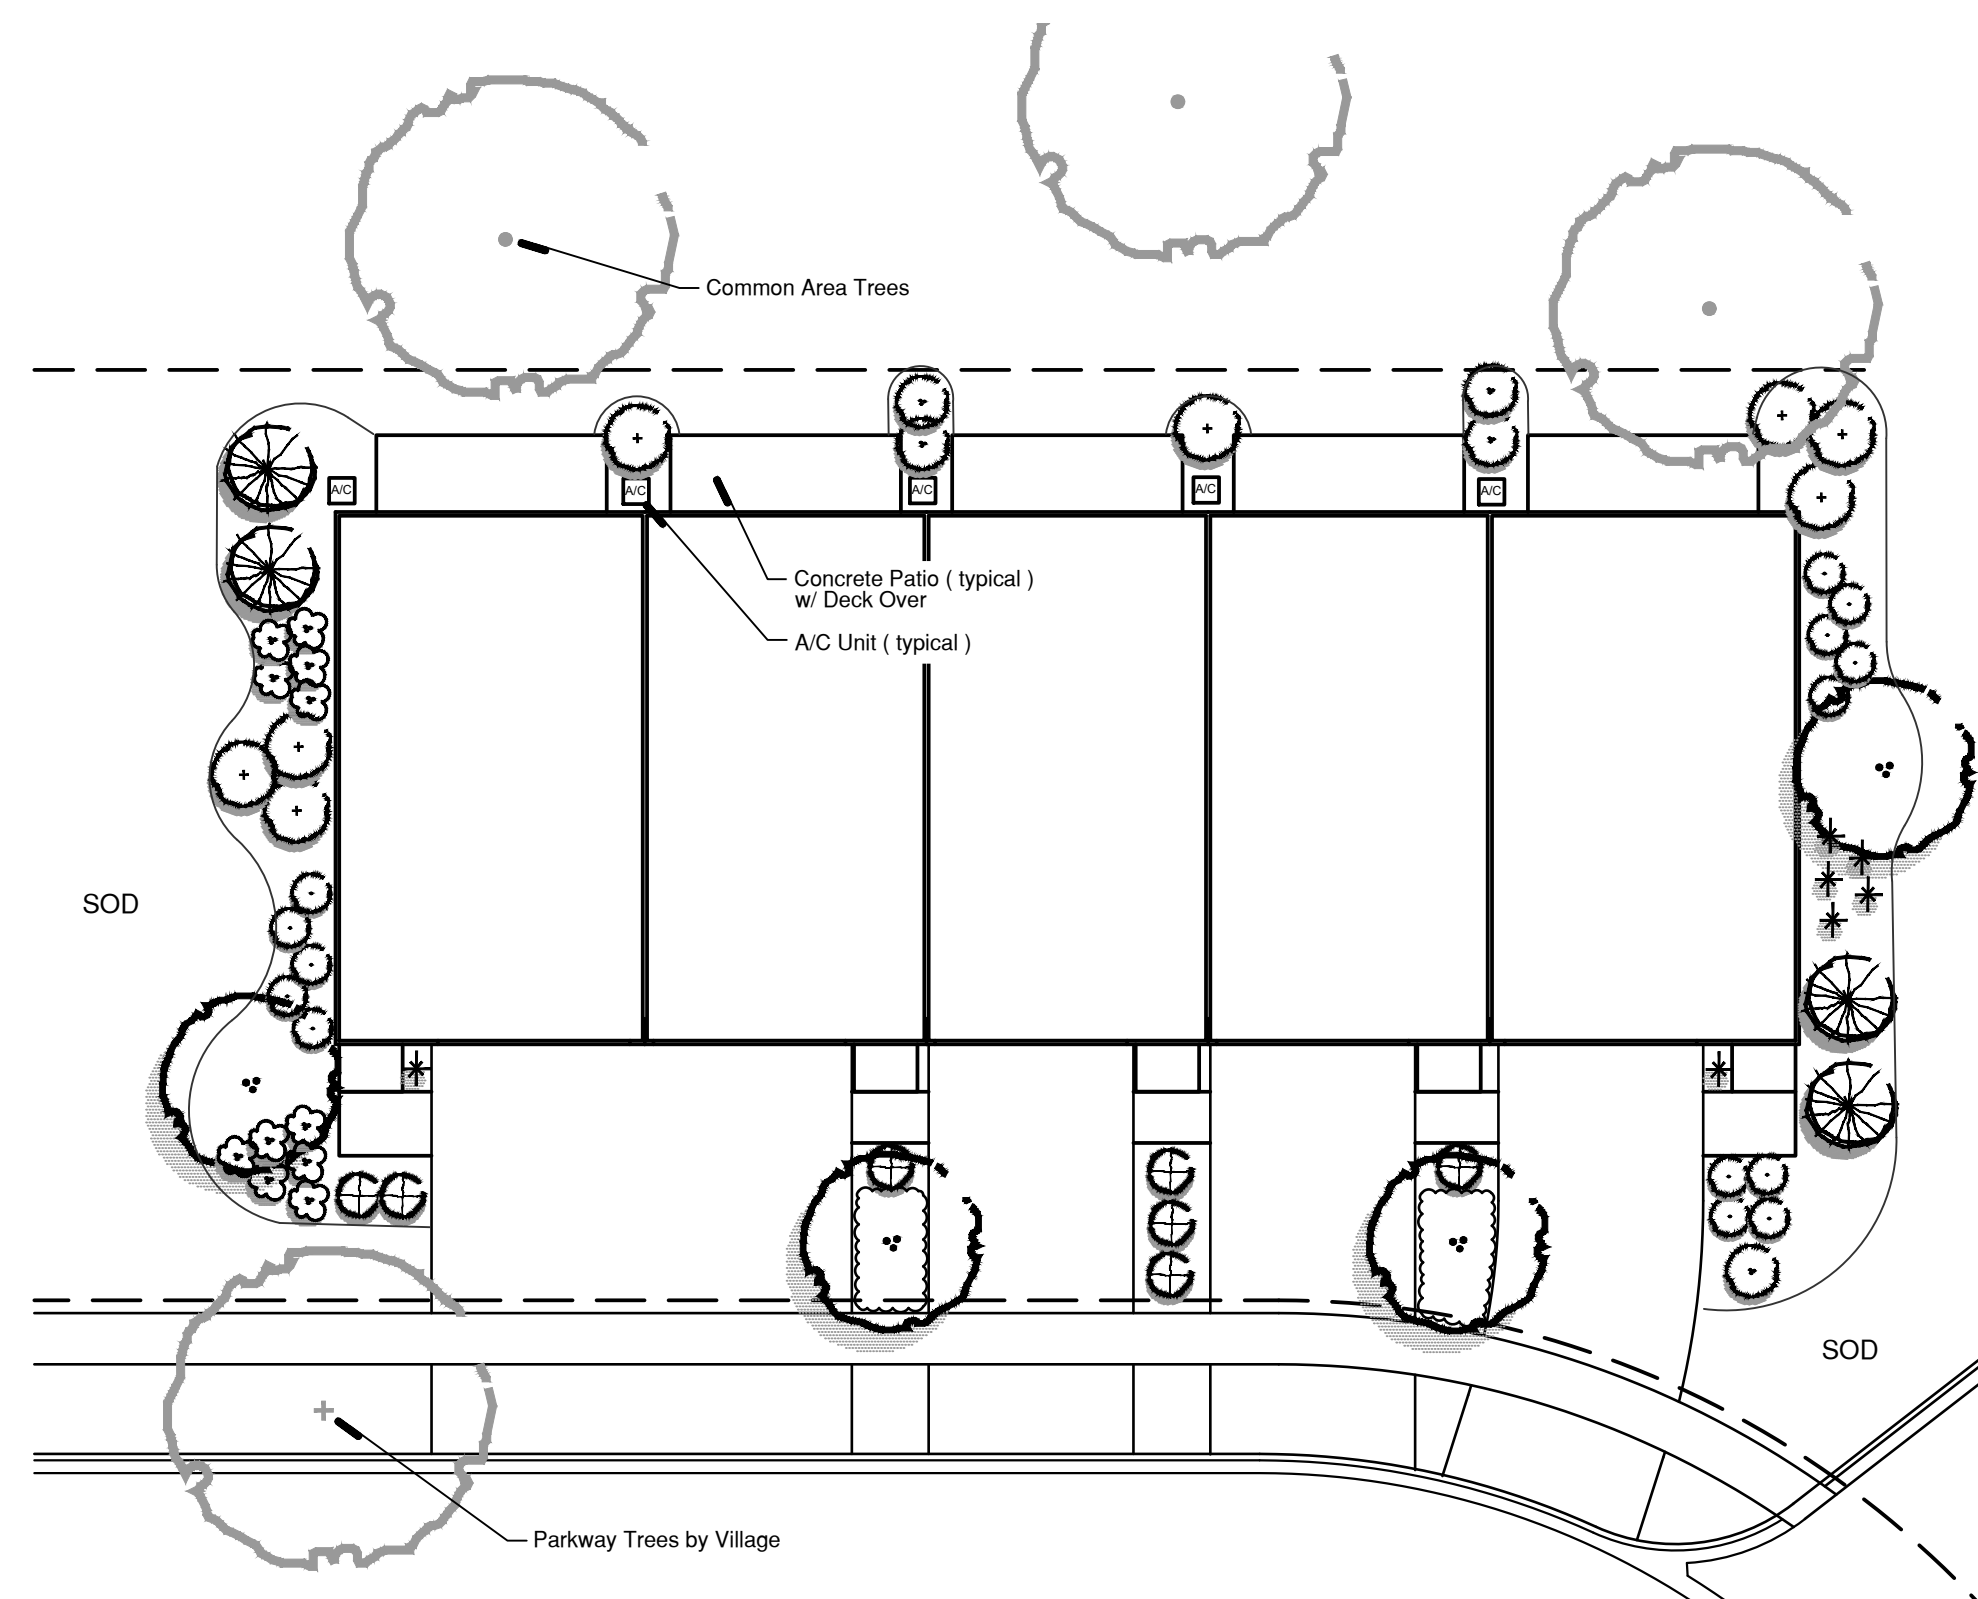 Common Area Trees
A/C
A/C
A/C
A/C
A/C
Concrete Patio ( typical )
w/ Deck Over
A/C Unit ( typical )
SOD
SOD
Parkway Trees by Village